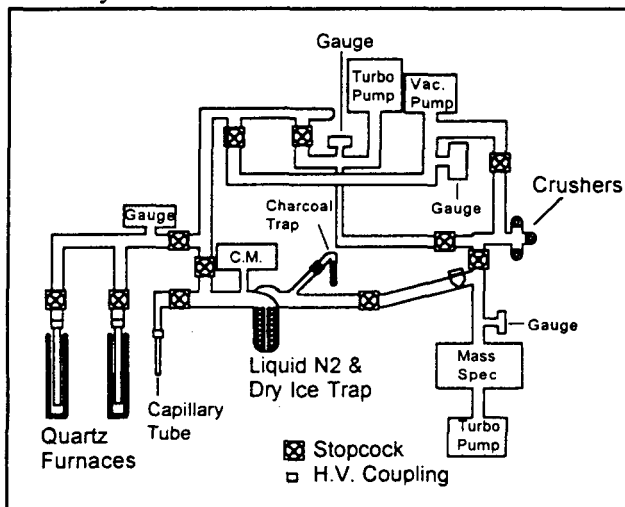 Gauge
Turbo
Pump
Vac.
Pump
Crushers
Gauge
Charcoal
Trap
Gauge
C.M.
Gauge
Liquid N2 &
Dry Ice Trap
Mass
Spec
Capillary
Tube
Turbo
Pump
Quartz
Furnaces
Stopcock
H.V. Coupling